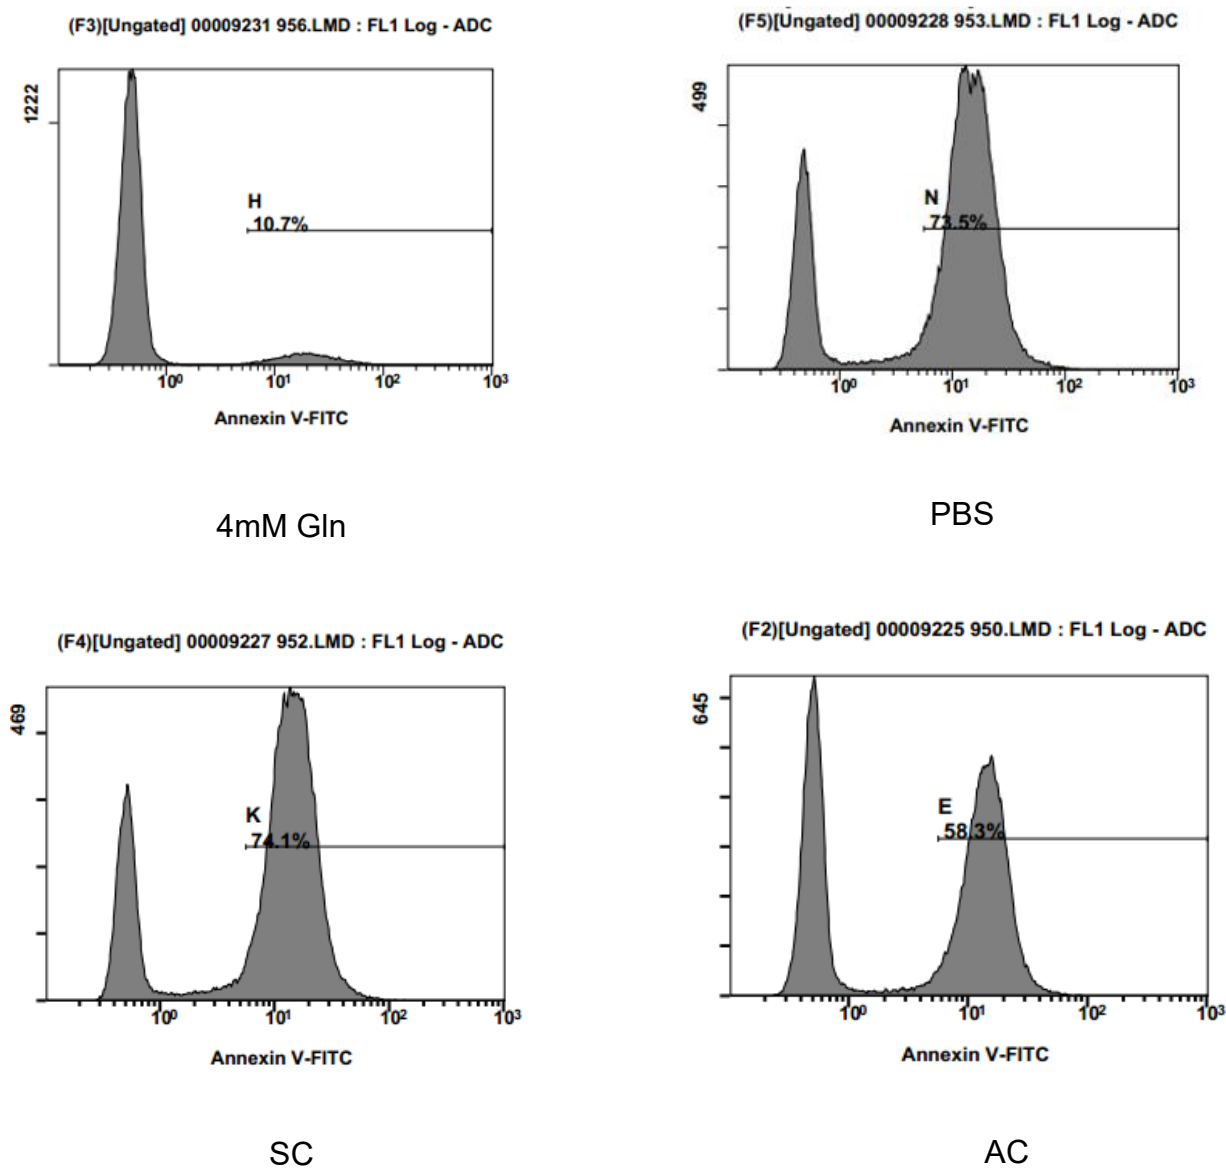 (F3)[Ungated] 00009231 956.LMD : FL1 Log - ADC
1222
H
10.7%
10⁰ 10¹ 10² 10³
Annexin V-FITC
4mM Gln
(F5)[Ungated] 00009228 953.LMD : FL1 Log - ADC
499
N
73.5%
10⁰ 10¹ 10² 10³
Annexin V-FITC
PBS
(F4)[Ungated] 00009227 952.LMD : FL1 Log - ADC
469
K
74.1%
10⁰ 10¹ 10² 10³
Annexin V-FITC
SC
(F2)[Ungated] 00009225 950.LMD : FL1 Log - ADC
645
E
58.3%
10⁰ 10¹ 10² 10³
Annexin V-FITC
AC